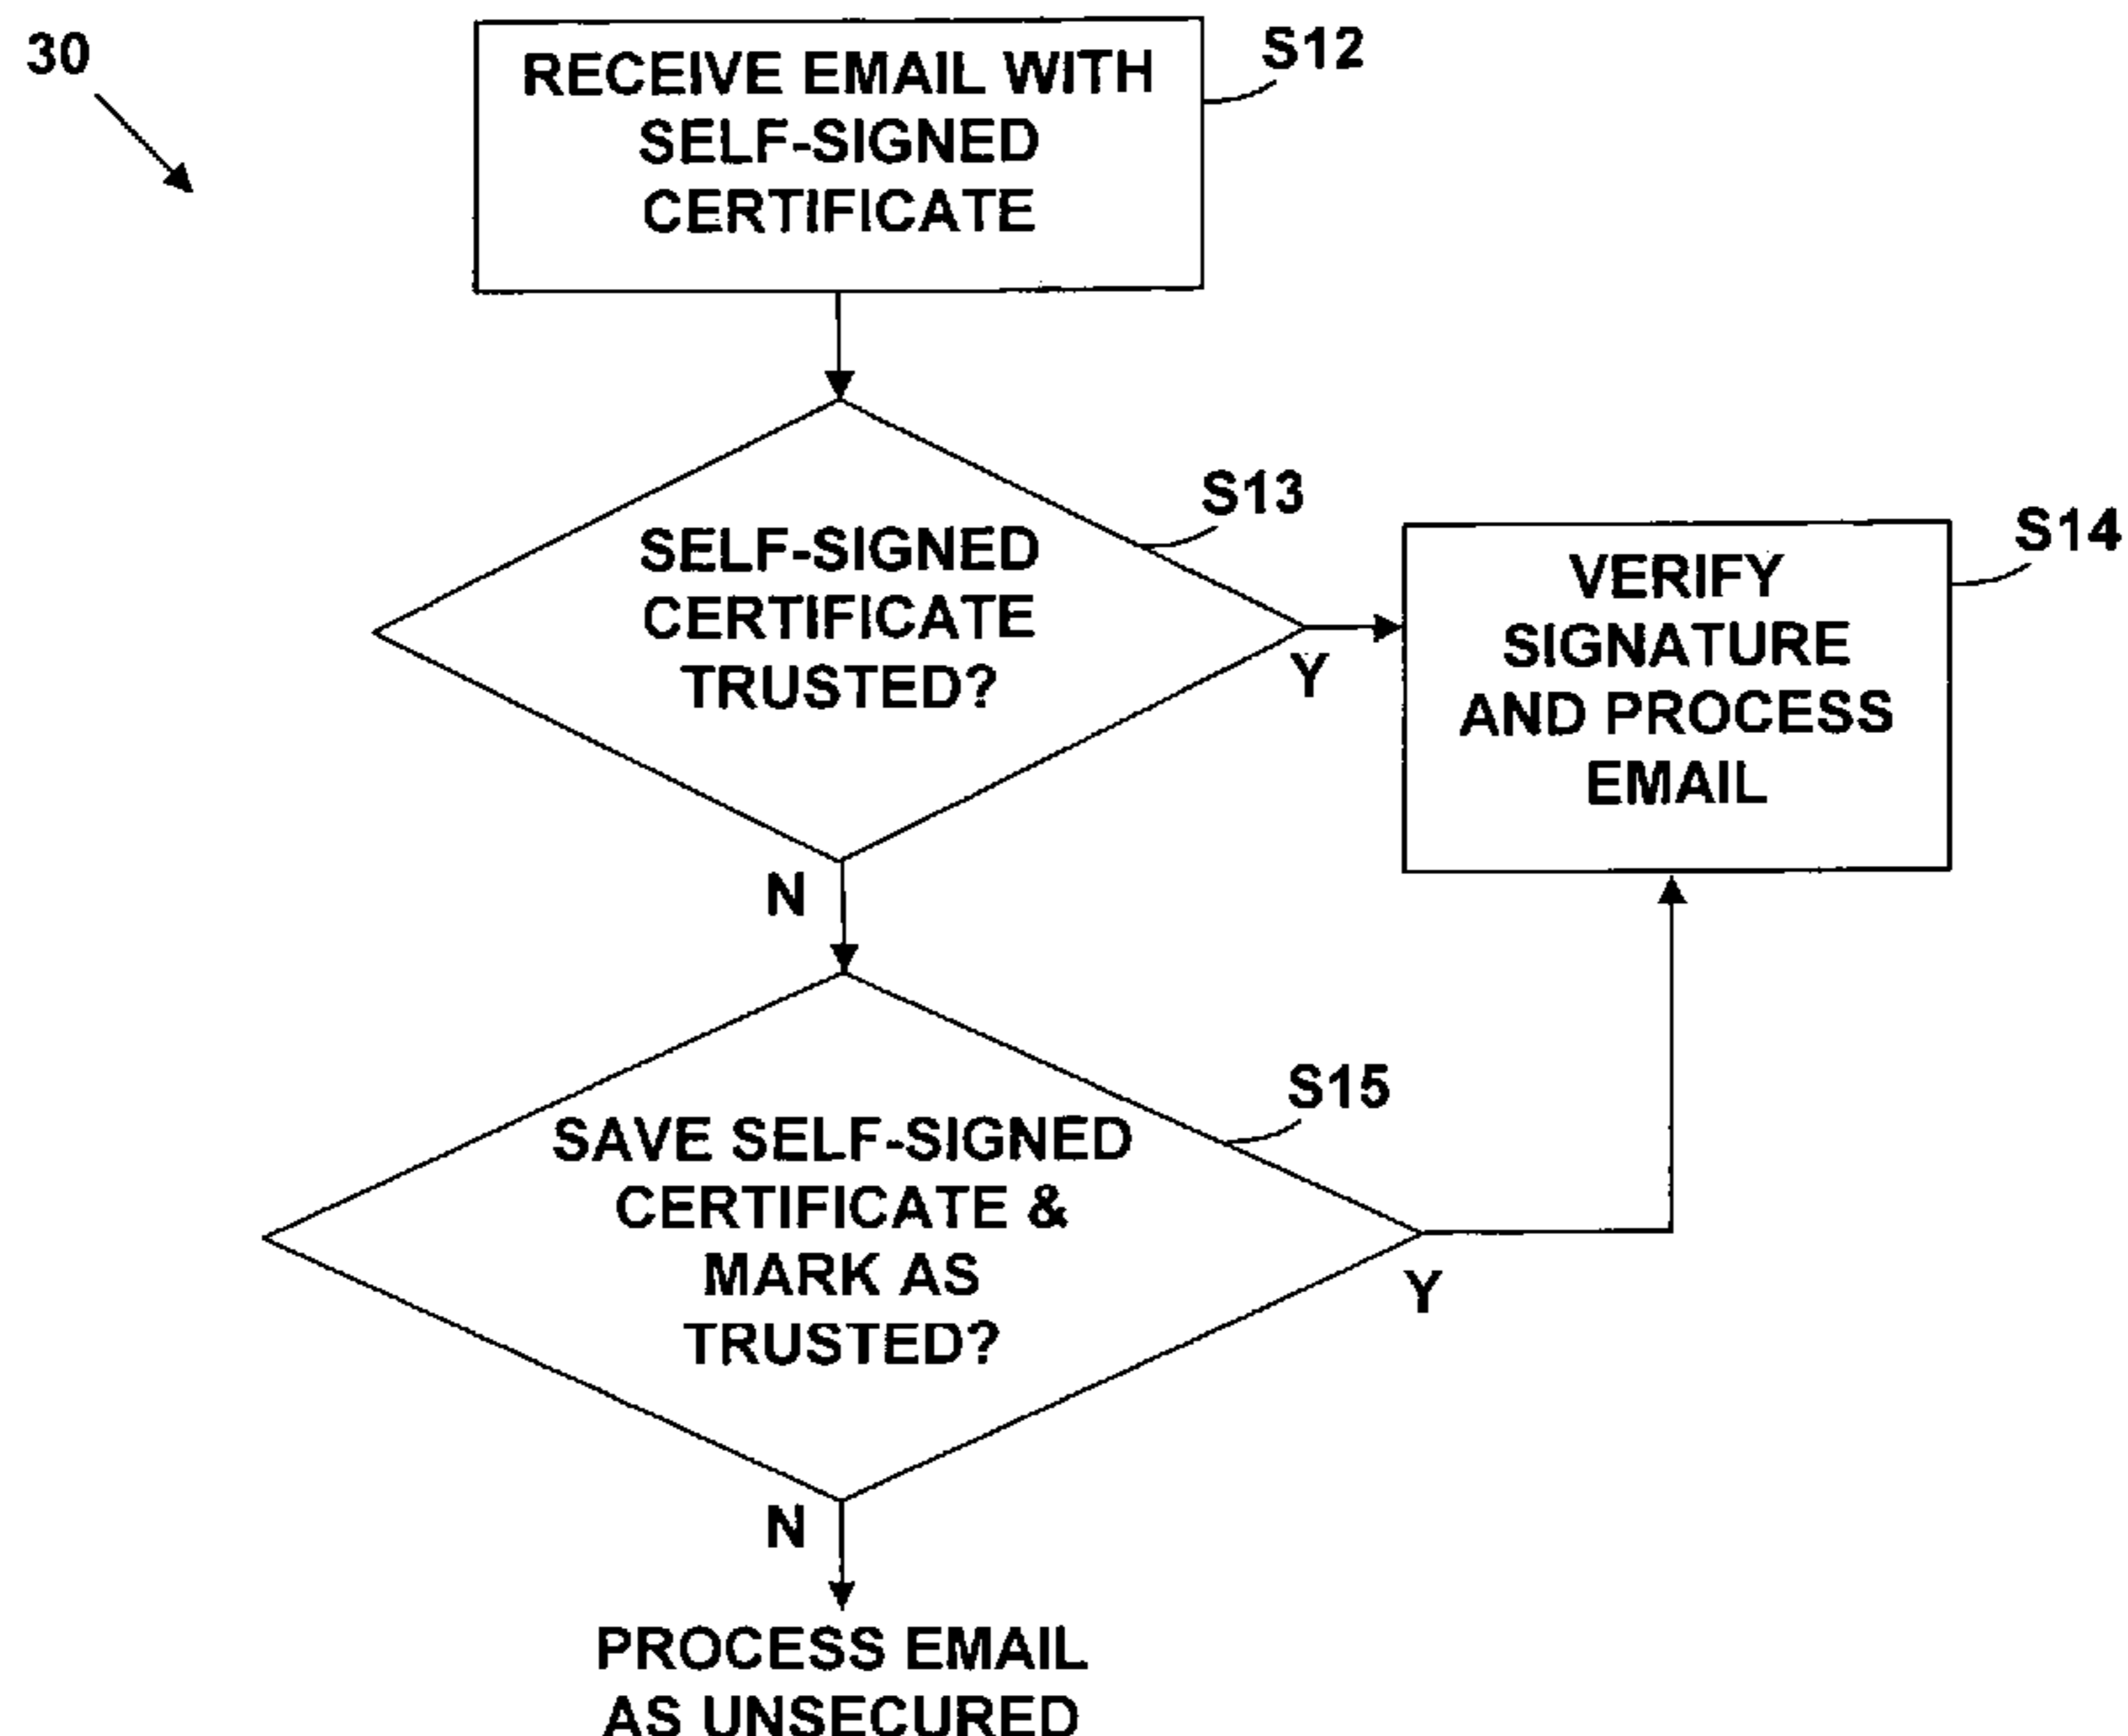 30
RECEIVE EMAIL WITH
SELF-SIGNED
CERTIFICATE
S12
SELF-SIGNED
CERTIFICATE
TRUSTED?
S13
Y
N
VERIFY
SIGNATURE
AND PROCESS
EMAIL
S14
SAVE SELF-SIGNED
CERTIFICATE &
MARK AS
TRUSTED?
S15
Y
N
PROCESS EMAIL
AS UNSECURED